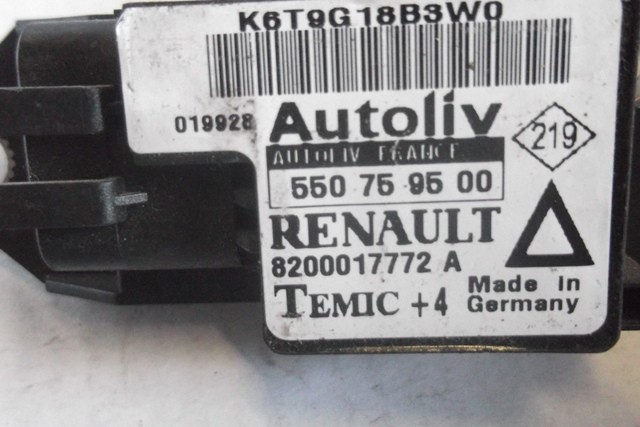 K6T9G18B3W0
019928
Autoliv
219
AUTOLIV FRANCE
550 75 95 00
RENAULT
8200017772 A
TEMIC +4
Made In
Germany